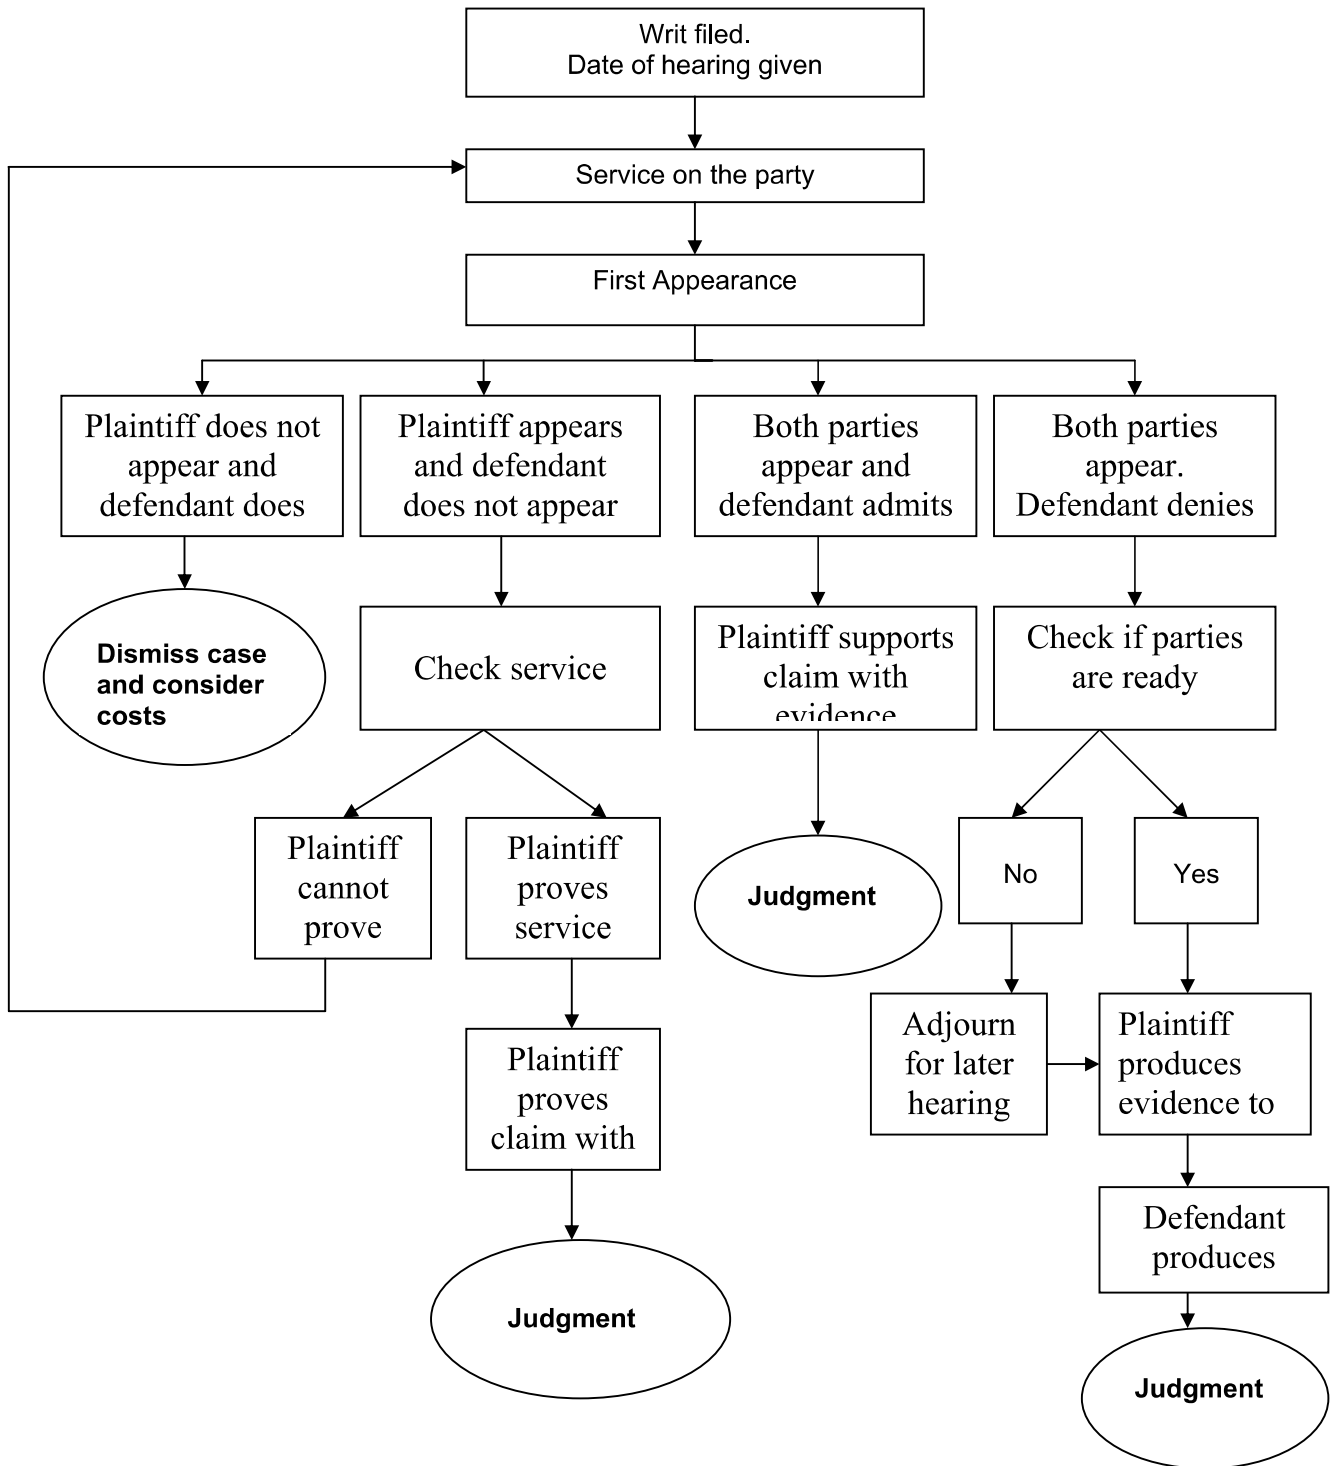 Writ filed.
Date of hearing given
Service on the party
First Appearance
Plaintiff does not
appear and
defendant does
Plaintiff appears
and defendant
does not appear
Both parties
appear and
defendant admits
Both parties
appear.
Defendant denies
Dismiss case
and consider
costs
Check service
Plaintiff supports
claim with
evidence
Check if parties
are ready
Plaintiff
cannot
prove
Plaintiff
proves
service
Judgment
No
Yes
Adjourn
for later
hearing
Plaintiff
produces
evidence to
Plaintiff
proves
claim with
Defendant
produces
Judgment
Judgment